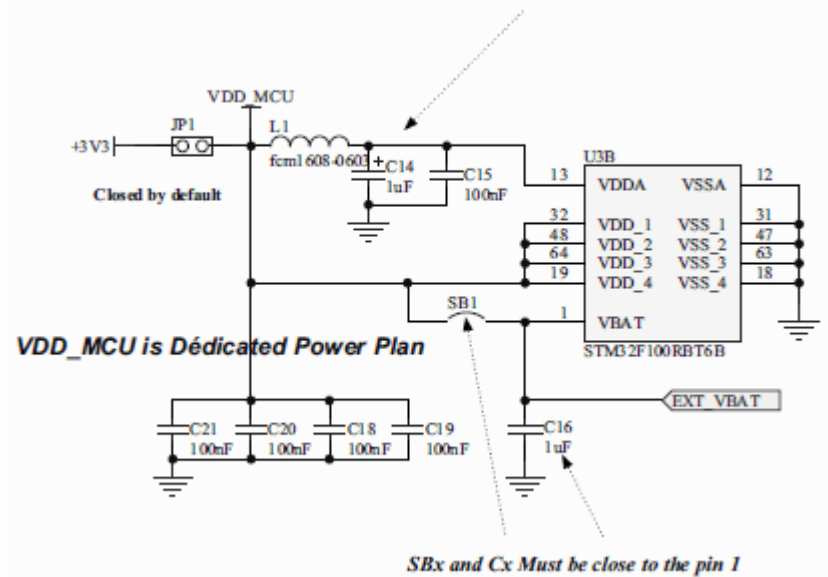 VDD_MCU
JP1
L1
+3V3
fcm1608-0603
+
C14
1uF
C15
100nF
Closed by default
U3B
13 VDDA VSSA 12
32 VDD_1 VSS_1 31
48 VDD_2 VSS_2 47
64 VDD_3 VSS_3 63
19 VDD_4 VSS_4 18
SB1
1 VBAT
STM32F100RBT6B
VDD_MCU is Dédicated Power Plan
EXT_VBAT
C21
100nF
C20
100nF
C18
100nF
C19
100nF
C16
1uF
SBx and Cx Must be close to the pin 1